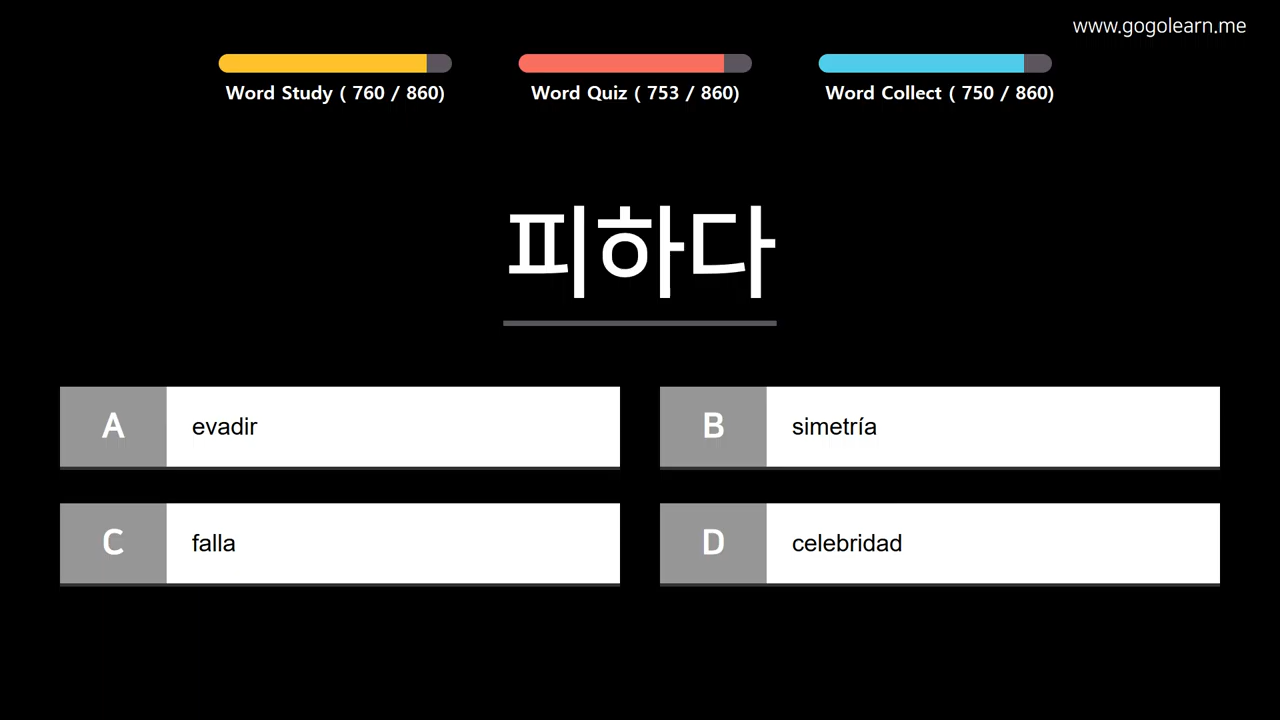 www.gogolearn.me
Word Study ( 760 / 860)
Word Quiz ( 753 / 860)
Word Collect ( 750 / 860)
피하다
A evadir
B simetría
C falla
D celebridad